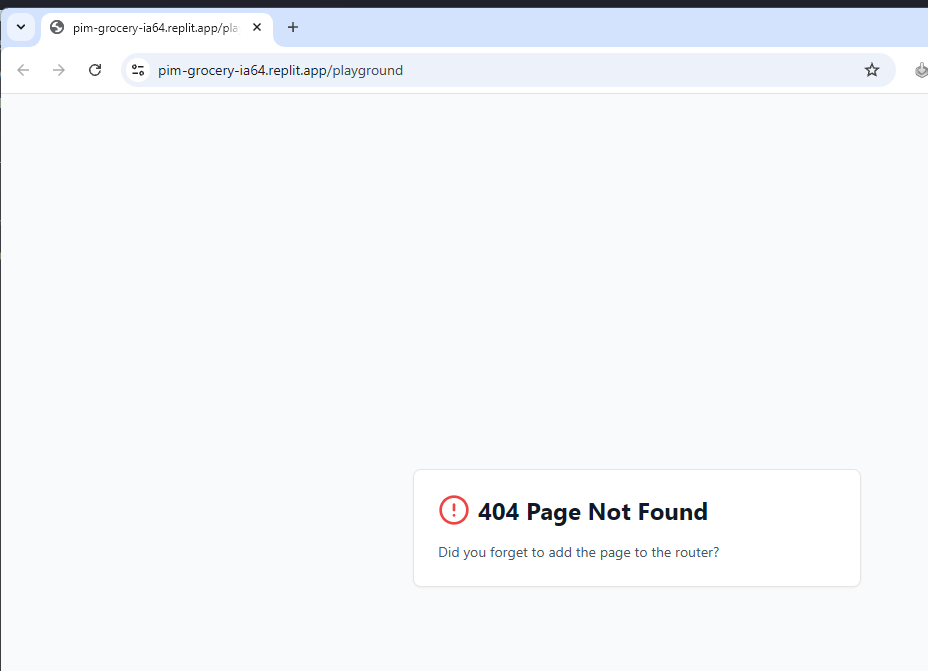 pim-grocery-ia64.replit.app/pla
pim-grocery-ia64.replit.app/playground
404 Page Not Found
Did you forget to add the page to the router?